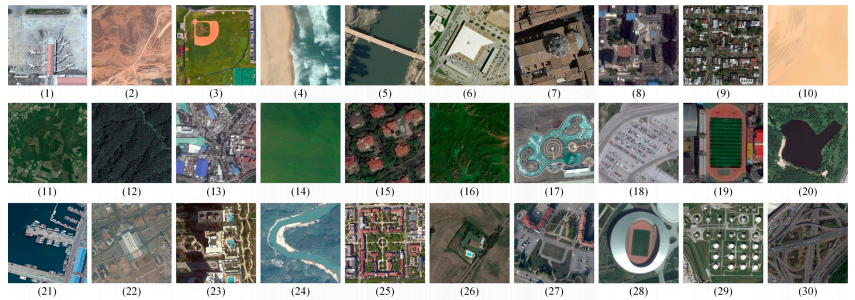 (1) (2) (3) (4) (5) (6) (7) (8) (9) (10)
(11) (12) (13) (14) (15) (16) (17) (18) (19) (20)
(21) (22) (23) (24) (25) (26) (27) (28) (29) (30)